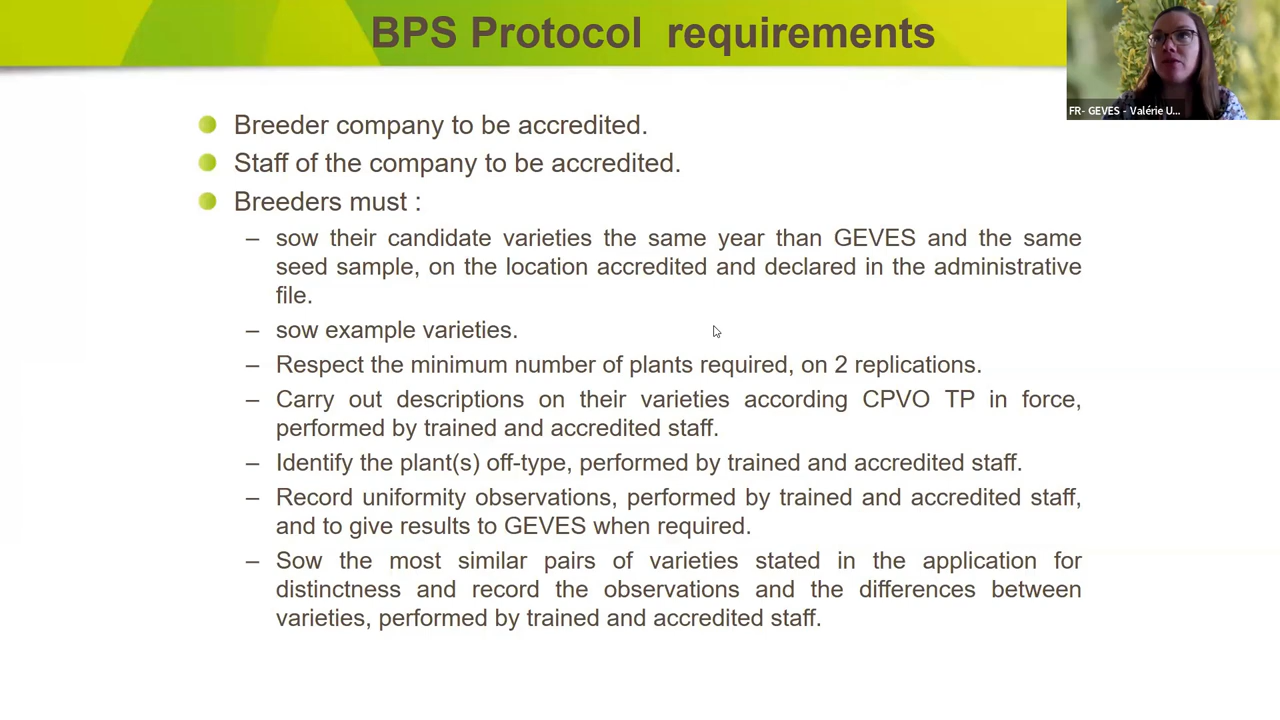 BPS Protocol requirements
FR- GEVES - Valérie U...
Breeder company to be accredited.
Staff of the company to be accredited.
Breeders must :
– sow their candidate varieties the same year than GEVES and the same
seed sample, on the location accredited and declared in the administrative
file.
– sow example varieties.
– Respect the minimum number of plants required, on 2 replications.
– Carry out descriptions on their varieties according CPVO TP in force,
performed by trained and accredited staff.
– Identify the plant(s) off-type, performed by trained and accredited staff.
– Record uniformity observations, performed by trained and accredited staff,
and to give results to GEVES when required.
– Sow the most similar pairs of varieties stated in the application for
distinctness and record the observations and the differences between
varieties, performed by trained and accredited staff.